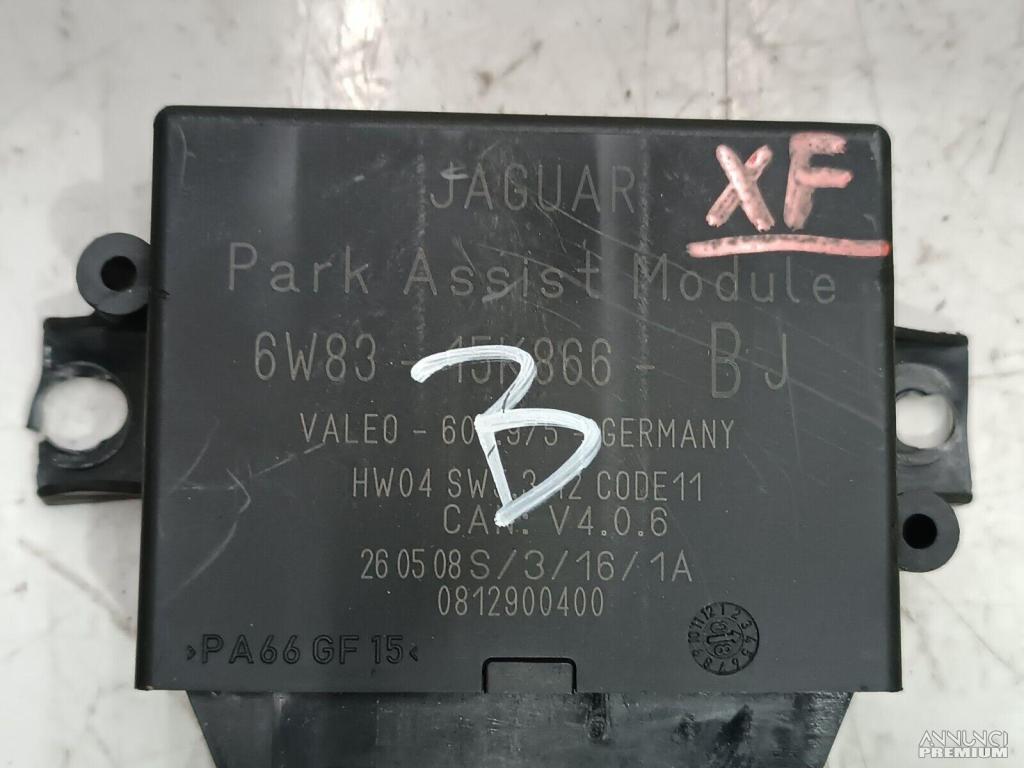 JAGUAR
XF
Park Assist Module
6W83 - 15K866 - BJ
B
VALEO - GERMANY
HW04 CODE11
CAN: V4.0.6
26 05 08 S/3/16/1A
0812900400
>PA66 GF 15<
ANNUNCI
PREMIUM